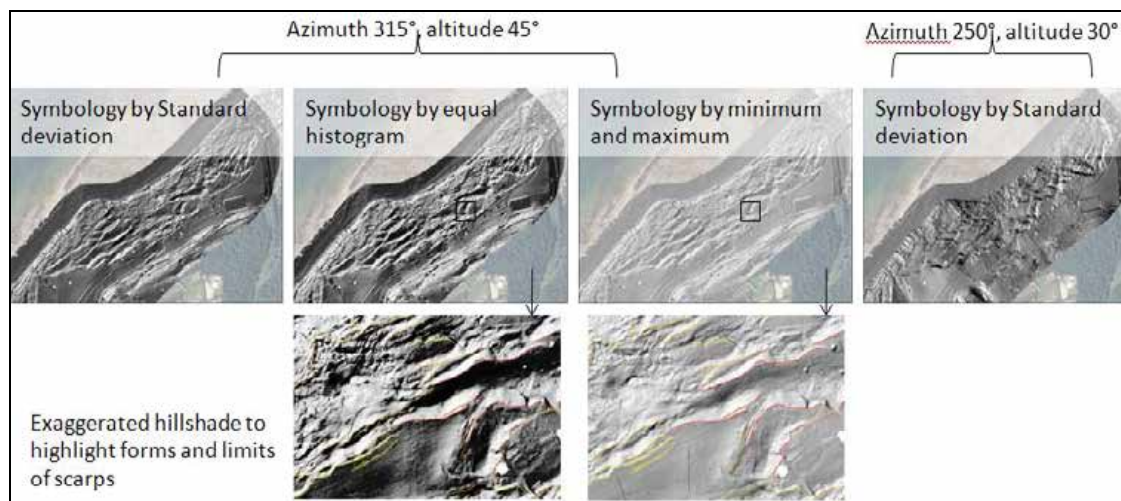 Azimuth 315°, altitude 45°
Azimuth 250°, altitude 30°
Symbology by Standard
deviation
Symbology by equal
histogram
Symbology by minimum
and maximum
Symbology by Standard
deviation
Exaggerated hillshade to
highlight forms and limits
of scarps